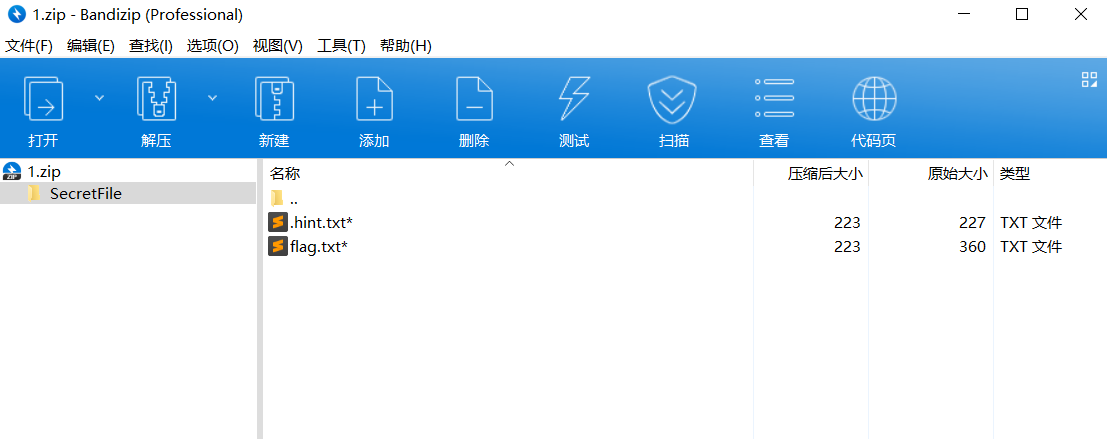 1.zip - Bandizip (Professional)
文件(F) 编辑(E) 查找(I) 选项(O) 视图(V) 工具(T) 帮助(H)
打开 解压 新建 添加 删除 测试 扫描 查看 代码页
1.zip
SecretFile
名称 压缩后大小 原始大小 类型
..
.hint.txt* 223 227 TXT 文件
flag.txt* 223 360 TXT 文件